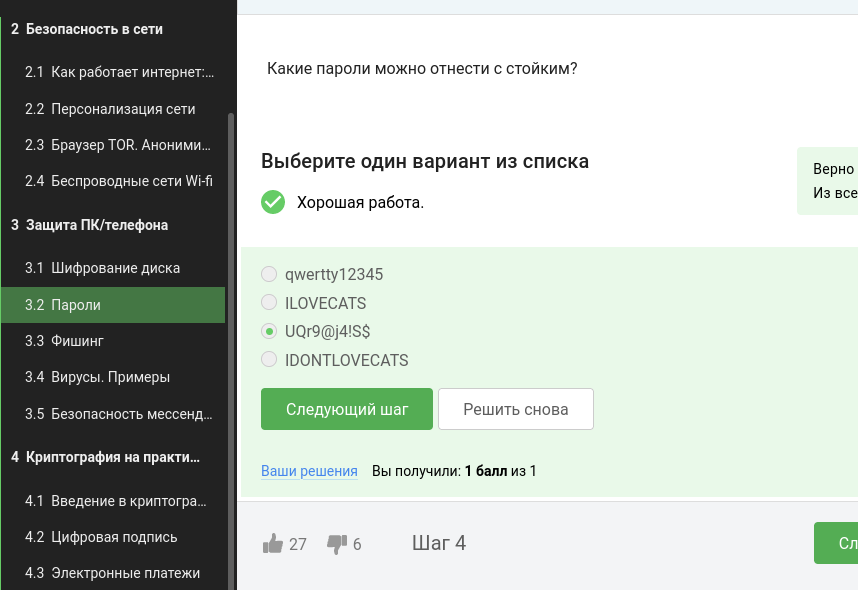 2 Безопасность в сети
2.1 Как работает интернет:...
2.2 Персонализация сети
2.3 Браузер TOR. Аноними...
2.4 Беспроводные сети Wi-fi
3 Защита ПК/телефона
3.1 Шифрование диска
3.2 Пароли
3.3 Фишинг
3.4 Вирусы. Примеры
3.5 Безопасность мессенд...
4 Криптография на практи...
4.1 Введение в криптогра...
4.2 Цифровая подпись
4.3 Электронные платежи
Какие пароли можно отнести с стойким?
Выберите один вариант из списка
Хорошая работа.
Верно
Из все
qwertty12345
ILOVECATS
UQr9@j4!S$
IDONTLOVECATS
Следующий шаг
Решить снова
Ваши решения Вы получили: 1 балл из 1
27 6 Шаг 4
Сл